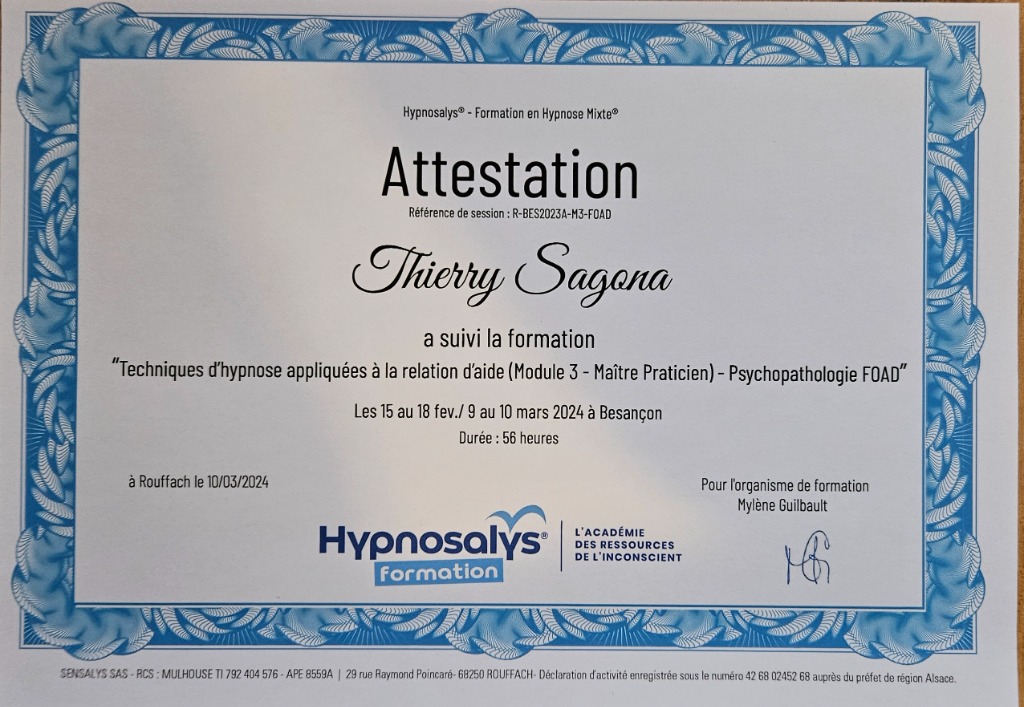 Hypnosalys® - Formation en Hypnose Mixte®
Attestation
Référence de session : R-BES2023A-M3-FOAD
Thierry Sagona
a suivi la formation
"Techniques d'hypnose appliquées à la relation d'aide (Module 3 - Maître Praticien) - Psychopathologie FOAD"
Les 15 au 18 fev./ 9 au 10 mars 2024 à Besançon
Durée : 56 heures
à Rouffach le 10/03/2024
Pour l'organisme de formation
Mylène Guilbault
Hypnosalys®
formation
L'ACADÉMIE
DES RESSOURCES
DE L'INCONSCIENT
SENSALYS SAS - RCS : MULHOUSE TI 792 404 576 - APE 8559A | 29 rue Raymond Poincaré- 68250 ROUFFACH- Déclaration d'activité enregistrée sous le numéro 42 68 02452 68 auprès du préfet de région Alsace.